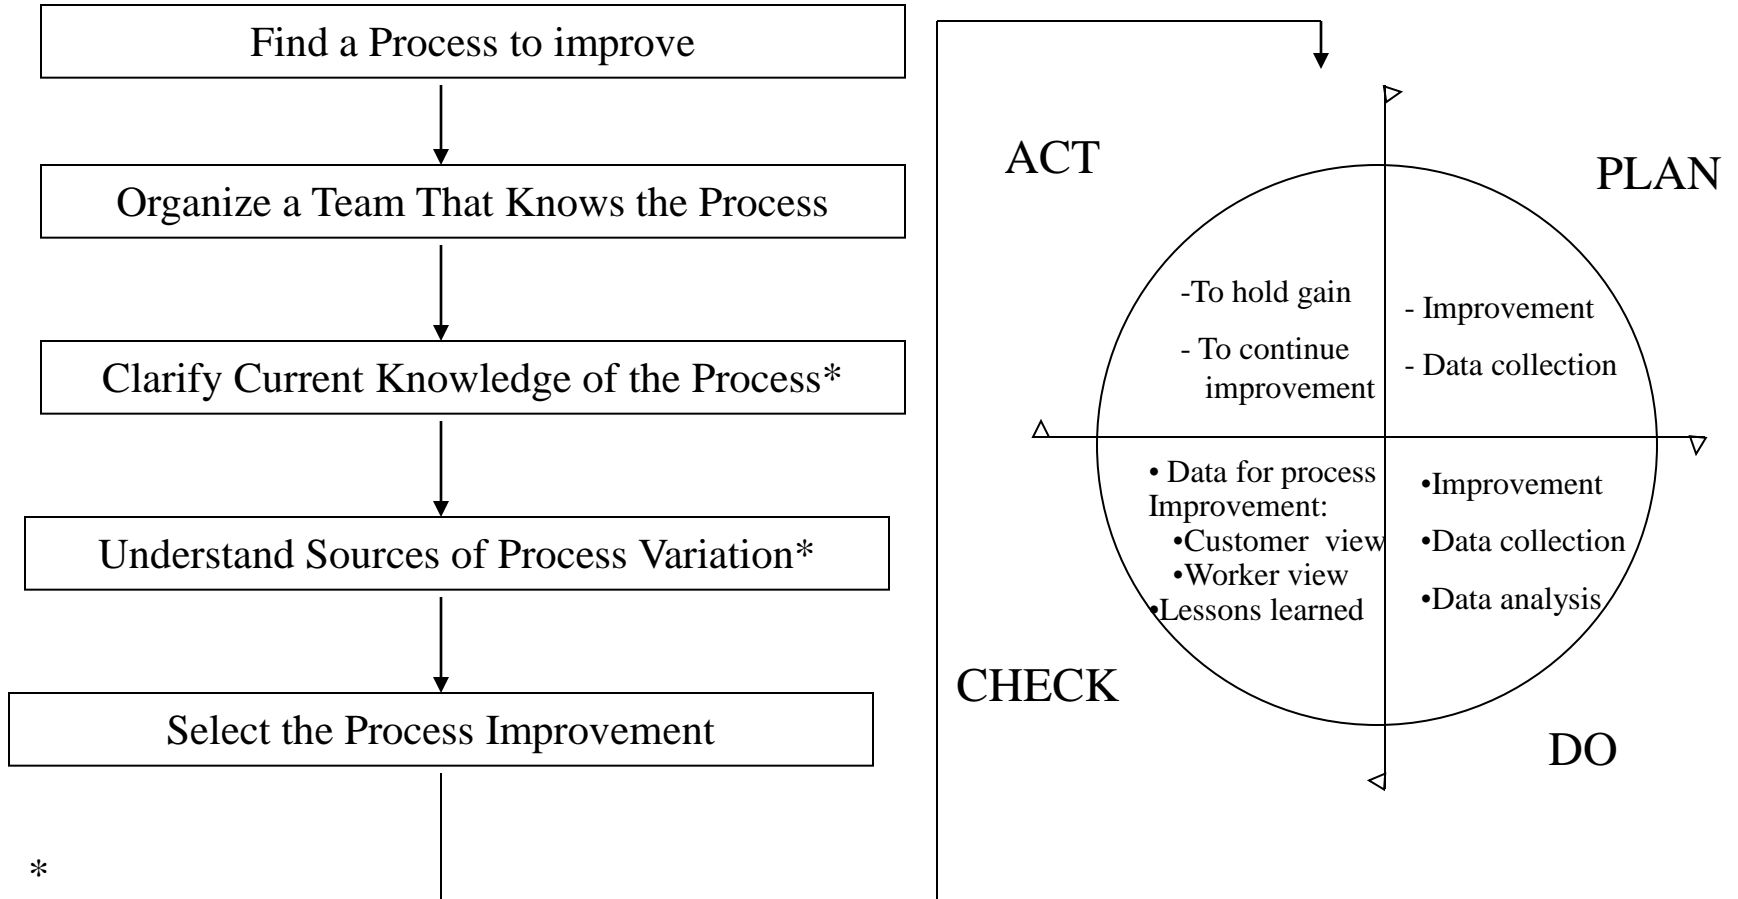 Find a Process to improve
Organize a Team That Knows the Process
Clarify Current Knowledge of the Process*
Understand Sources of Process Variation*
Select the Process Improvement
*
ACT
PLAN
-To hold gain
- To continue
improvement
- Improvement
- Data collection
• Data for process
Improvement:
•Customer  view
•Worker view
•Lessons learned
•Improvement
•Data collection
•Data analysis
CHECK
DO